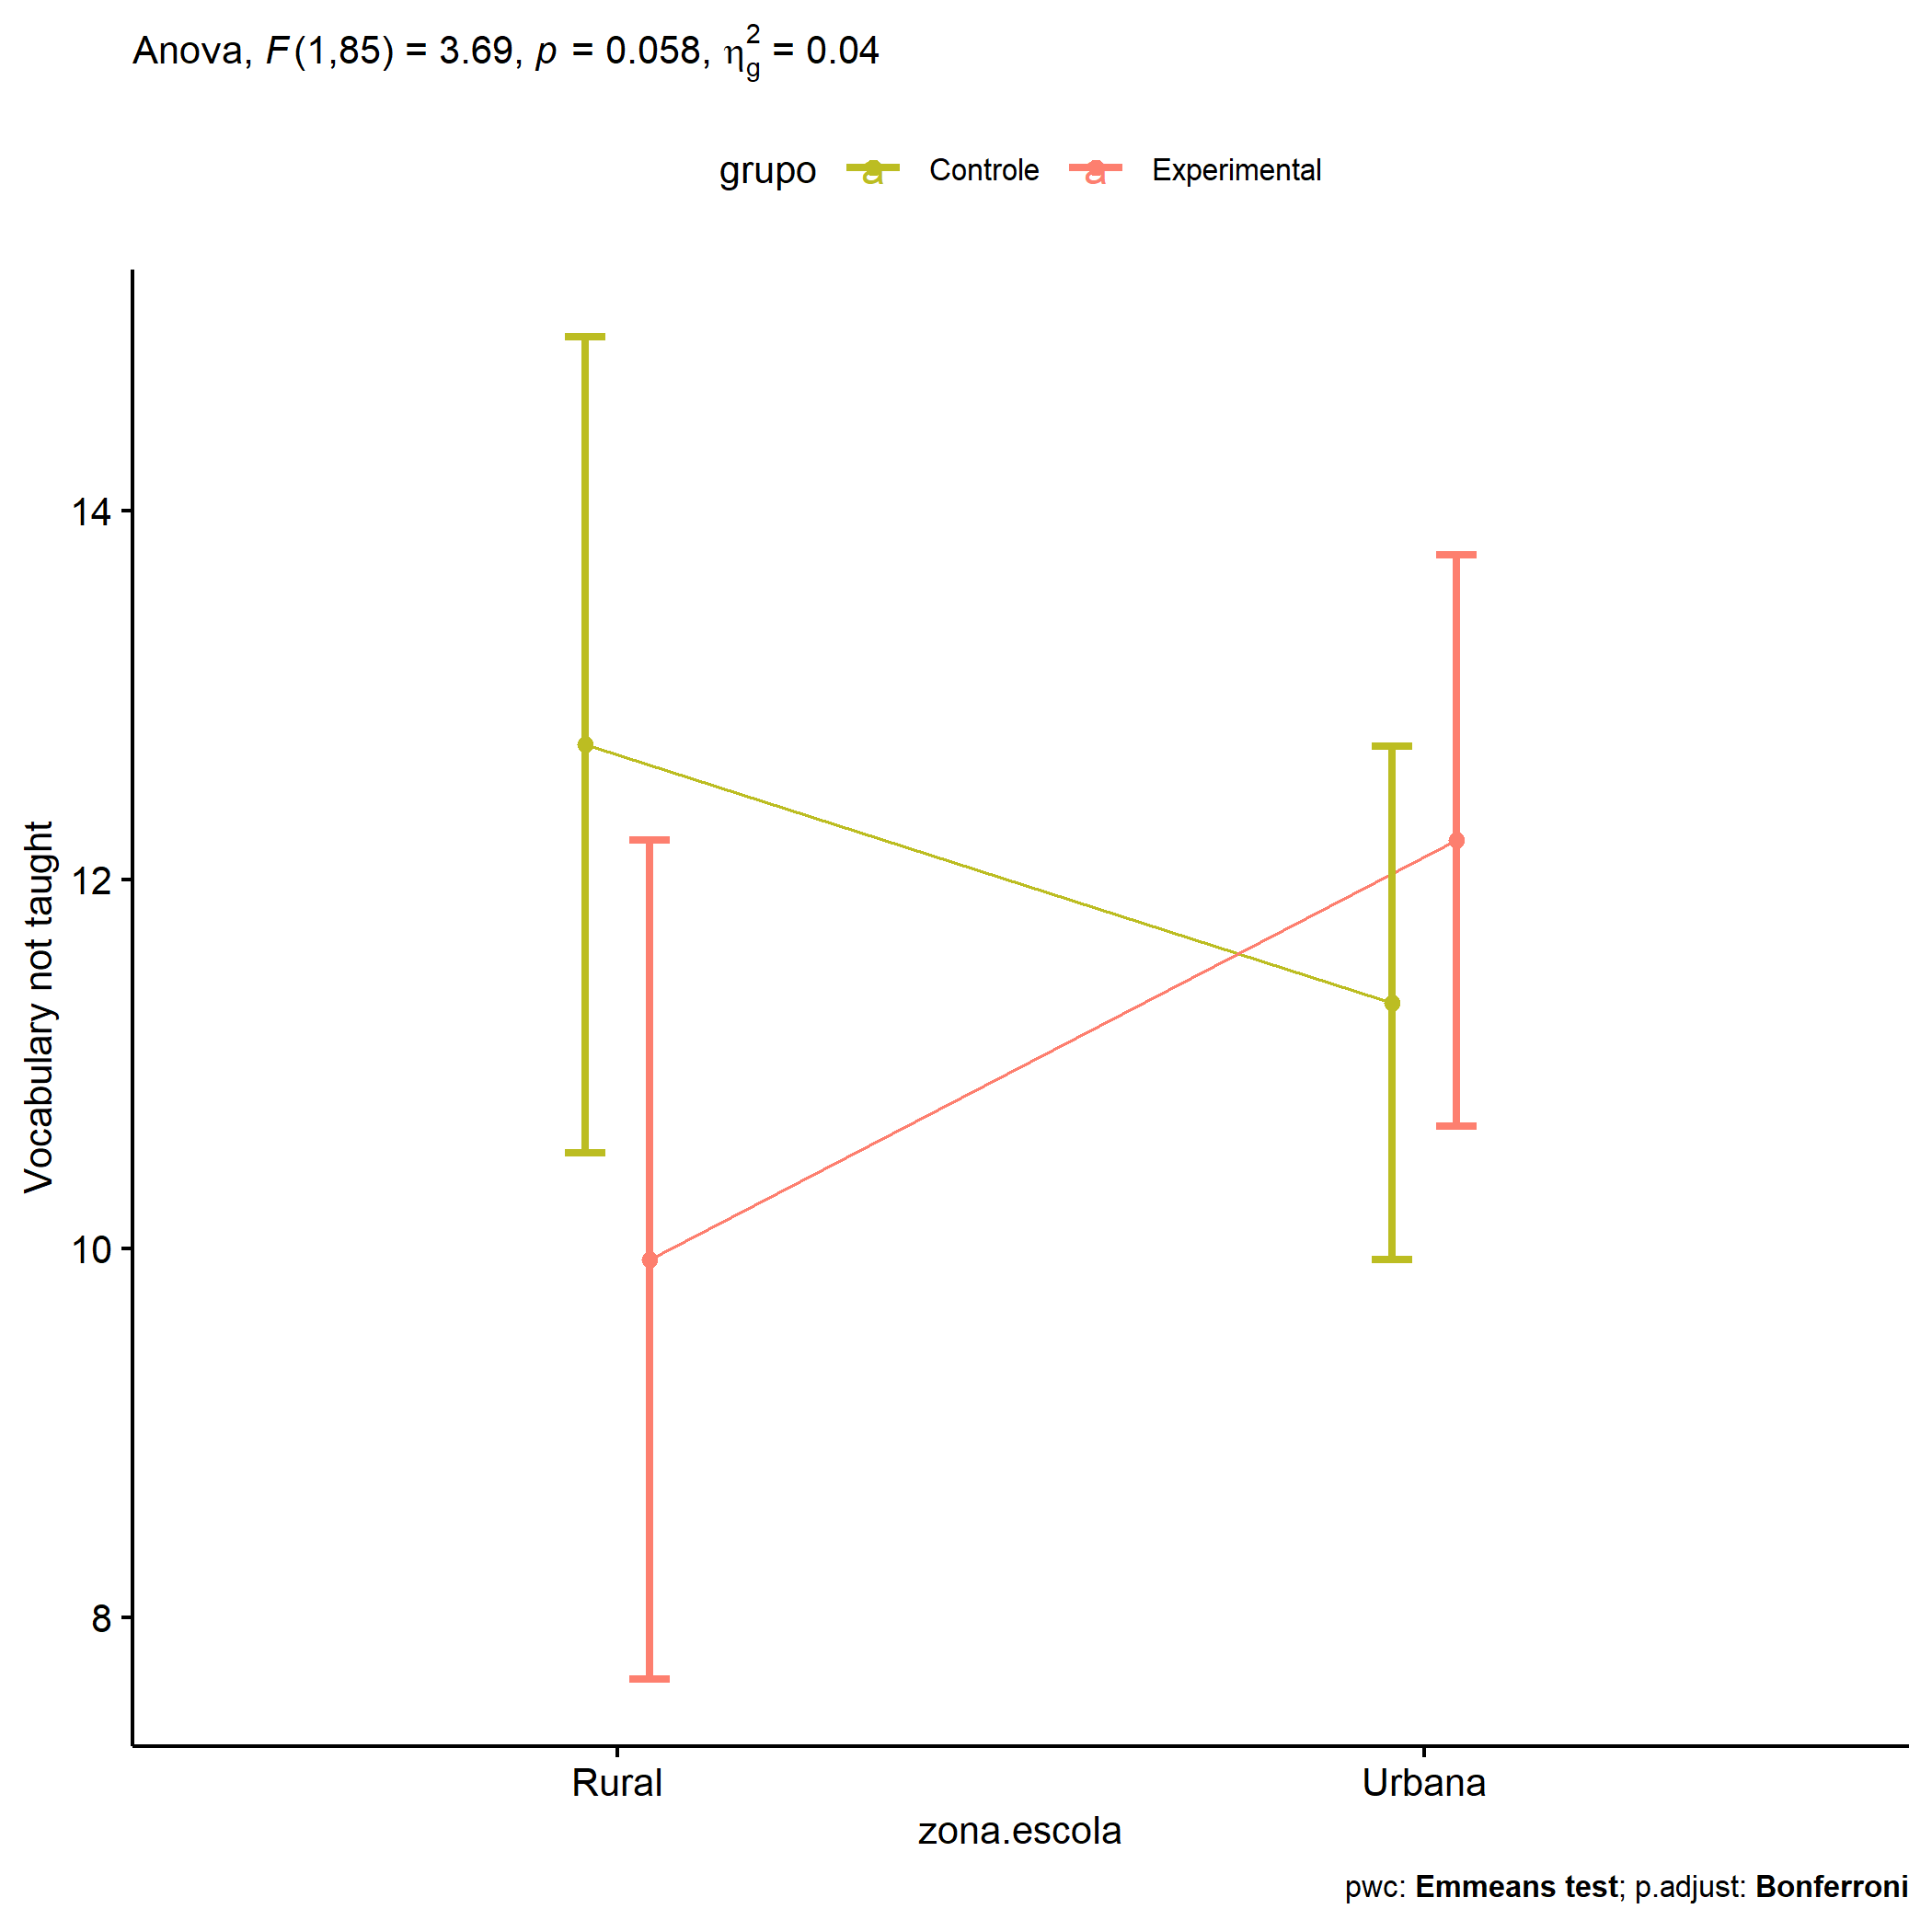 Anova, F(1,85) = 3.69, p = 0.058, η²g = 0.04
grupo a Controle a Experimental
Vocabulary not taught
14
12
10
8
Rural Urbana
zona.escola
pwc: Emmeans test; p.adjust: Bonferroni